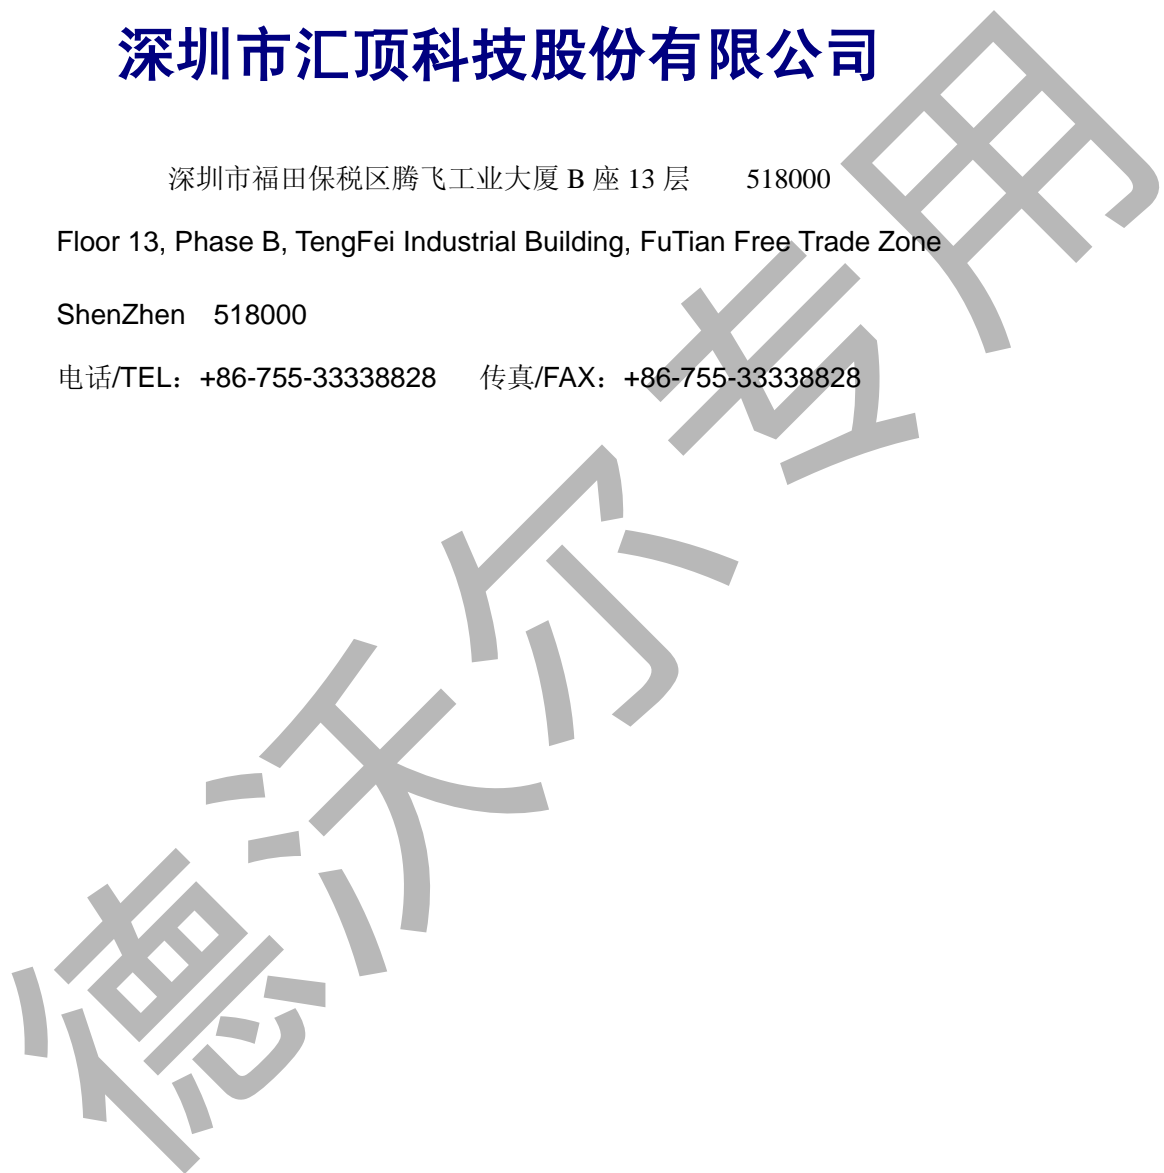 深圳市汇顶科技股份有限公司
深圳市福田保税区腾飞工业大厦 B 座 13 层 518000
Floor 13, Phase B, TengFei Industrial Building, FuTian Free Trade Zone
ShenZhen 518000
电话/TEL：+86-755-33338828 传真/FAX：+86-755-33338828
德沃尔专用